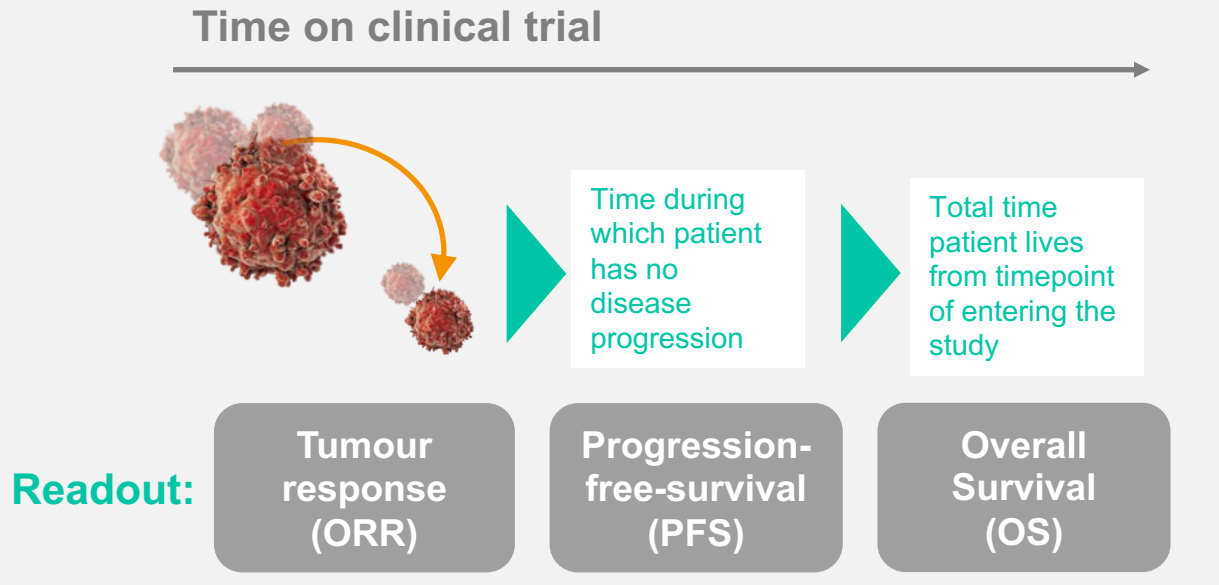 Time on clinical trial
Time during
which patient
has no
disease
progression
Total time
patient lives
from timepoint
of entering the
study
Readout:
Tumour
response
(ORR)
Progression-
free-survival
(PFS)
Overall
Survival
(OS)